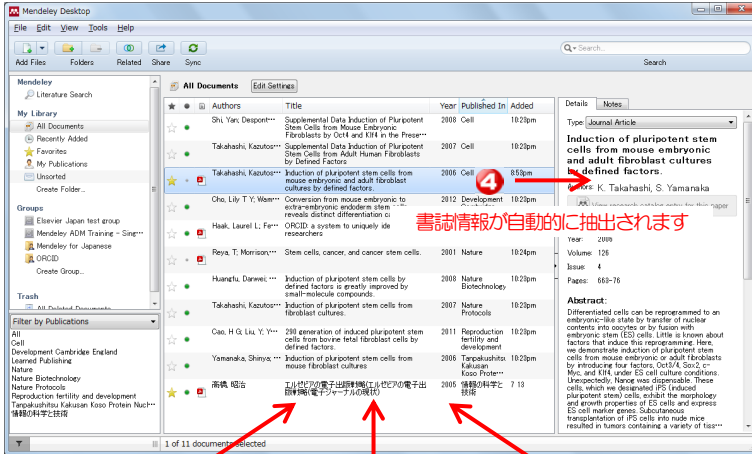 Mendeley Desktop
File Edit View Tools Help
Add Files Folders Related Share Sync
Search...
Search
Mendeley
Literature Search
My Library
All Documents
Recently Added
Favorites
My Publications
Unsorted
Create Folder...
Groups
Elsevier Japan test group
Mendeley ADM Training - Sing…
Mendeley for Japanese
ORCID
Create Group...
Trash
All Deleted Documents
Filter by Publications
All
Cell
Development Cambridge England
Learned Publishing
Nature
Nature Biotechnology
Nature Protocols
Reproduction fertility and development
Tanpakushitsu Kakusan Koso Protein Nucl…
情報の科学と技術
All Documents Edit Settings
Authors Title Year Published In Added
Shi, Yan; Despont… Supplemental Data Induction of Pluripotent 2008 Cell 10:23pm
Stem Cells from Mouse Embryonic
Fibroblasts by Oct4 and Klf4 in the Prese…
Takahashi, Kazutos… Supplemental Data Induction of Pluripotent 2007 Cell 10:23pm
Stem Cells from Adult Human Fibroblasts
by Defined Factors
Takahashi, Kazutos… Induction of pluripotent stem cells from 2006 Cell 8:58pm
mouse embryonic and adult fibroblast
cultures by defined factors.
Cho, Lily T Y; Wam… Conversion from mouse embryonic to 2012 Development 10:23pm
extra-embryonic endoderm stem cells
reveals distinct differentiation
Haak, Laurel L; Fe… ORCID: a system to uniquely
researchers
Reya, T; Morrison,… Stem cells, cancer, and cancer stem cells. 2001 Nature 10:24pm
Huangfu, Danwei; … Induction of pluripotent stem cells by 2008 Nature 10:23pm
defined factors is greatly improved by Biotechnology
small-molecule compounds.
Takahashi, Kazutos… Induction of pluripotent stem cells from 2007 Nature 10:23pm
fibroblast cultures. Protocols
Cao, H G; Liu, Y; Y… 290 generation of induced pluripotent stem 2011 Reproduction 10:23pm
cells from bovine fetal fibroblast cells by fertility and
defined factors. development
Yamanaka, Shinya; … Induction of pluripotent stem cells from 2006 Tanpakushitsu 10:23pm
mouse fibroblast cultures Kakusan
Koso Prote…
高橋, 昭治 エルゼビアの電子出版戦略(エルゼビアの電子出 2005 情報の科学と 7 13
版戦略(電子ジャーナルの現状) 技術
1 of 11 documents selected
4
書誌情報が自動的に抽出されます
Details Notes
Type: Journal Article
Induction of pluripotent stem
cells from mouse embryonic
and adult fibroblast cultures
by defined factors.
Authors: K. Takahashi, S. Yamanaka
View research catalog entry for this paper
Year: 2006
Volume: 126
Issue: 4
Pages: 663-76
Abstract:
Differentiated cells can be reprogrammed to an
embryonic-like state by transfer of nuclear
contents into oocytes or by fusion with
embryonic stem (ES) cells. Little is known about
factors that induce this reprogramming. Here,
we demonstrate induction of pluripotent stem
cells from mouse embryonic or adult fibroblasts
by introducing four factors, Oct3/4, Sox2, c-
Myc, and Klf4, under ES cell culture conditions.
Unexpectedly, Nanog was dispensable. These
cells, which we designated iPS (induced
pluripotent stem) cells, exhibit the morphology
and growth properties of ES cells and express
ES cell marker genes. Subcutaneous
transplantation of iPS cells into nude mice
resulted in tumors containing a variety of tiss…